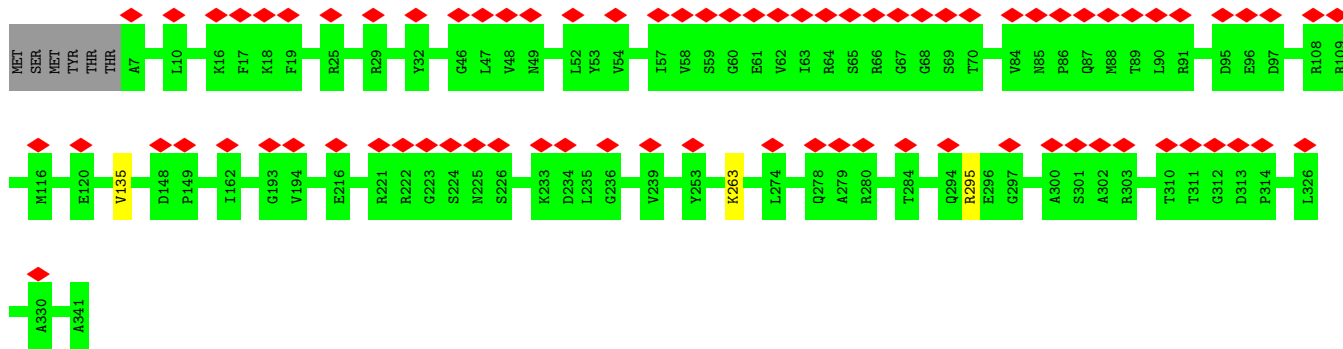 MET SER MET TYR THR THR A7 L10 K16 F17 K18 F19 R25 R29 Y32 G46 L47 V48 N49 L52 Y53 V54 I57 V58 S59 G60 E61 V62 I63 R64 S65 R66 G67 G68 S69 T70 V84 N85 P86 Q87 M88 T89 L90 R91 D95 E96 D97 R108 R109
M116 E120 V135 D148 P149 I162 G193 V194 E216 R221 R222 G223 S224 N225 S226 K233 D234 L235 G236 V239 Y253 K263 L274 Q278 A279 R280 T284 Q294 R295 E296 G297 A300 S301 A302 R303 T310 T311 G312 D313 P314 L326
A330 A341